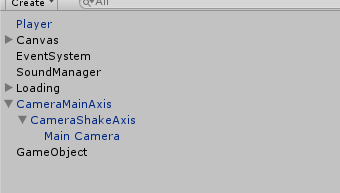 Create All
Player
Canvas
EventSystem
SoundManager
Loading
CameraMainAxis
CameraShakeAxis
Main Camera
GameObject